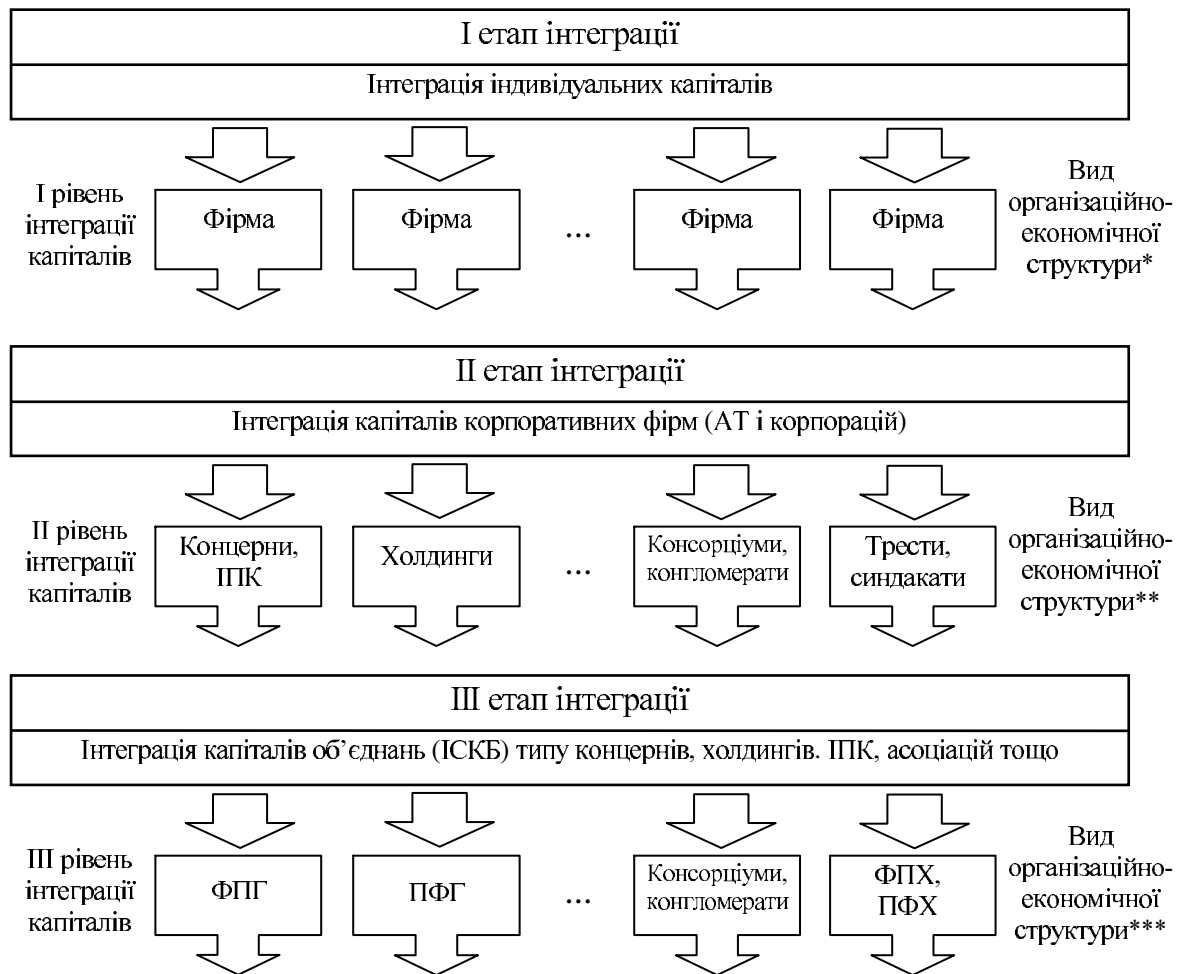 І етап інтеграції
Інтеграція індивідуальних капіталів
І рівень
інтеграції
капіталів
Фірма
Фірма
...
Фірма
Фірма
Вид
організаційно-
економічної
структури*
ІІ етап інтеграції
Інтеграція капіталів корпоративних фірм (АТ і корпорацій)
ІІ рівень
інтеграції
капіталів
Концерни,
ІПК
Холдинги
...
Консорціуми,
конгломерати
Трести,
синдакати
Вид
організаційно-
економічної
структури**
ІІІ етап інтеграції
Інтеграція капіталів об’єднань (ІСКБ) типу концернів, холдингів. ІПК, асоціацій тощо
ІІІ рівень
інтеграції
капіталів
ФПГ
ПФГ
...
Консорціуми,
конгломерати
ФПХ,
ПФХ
Вид
організаційно-
економічної
структури***